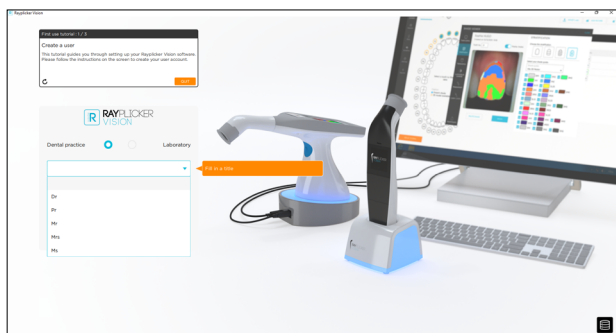 Rayplicker Vision
First use tutorial : 1 / 3
Create a user
This tutorial guides you through setting up your Rayplicker Vision software.
Please follow the instructions on the screen to create your user account.
QUIT
R RAYPLICKER
VISION
Dental practice Laboratory
Fill in a title
Dr
Pr
Mr
Mrs
Ms